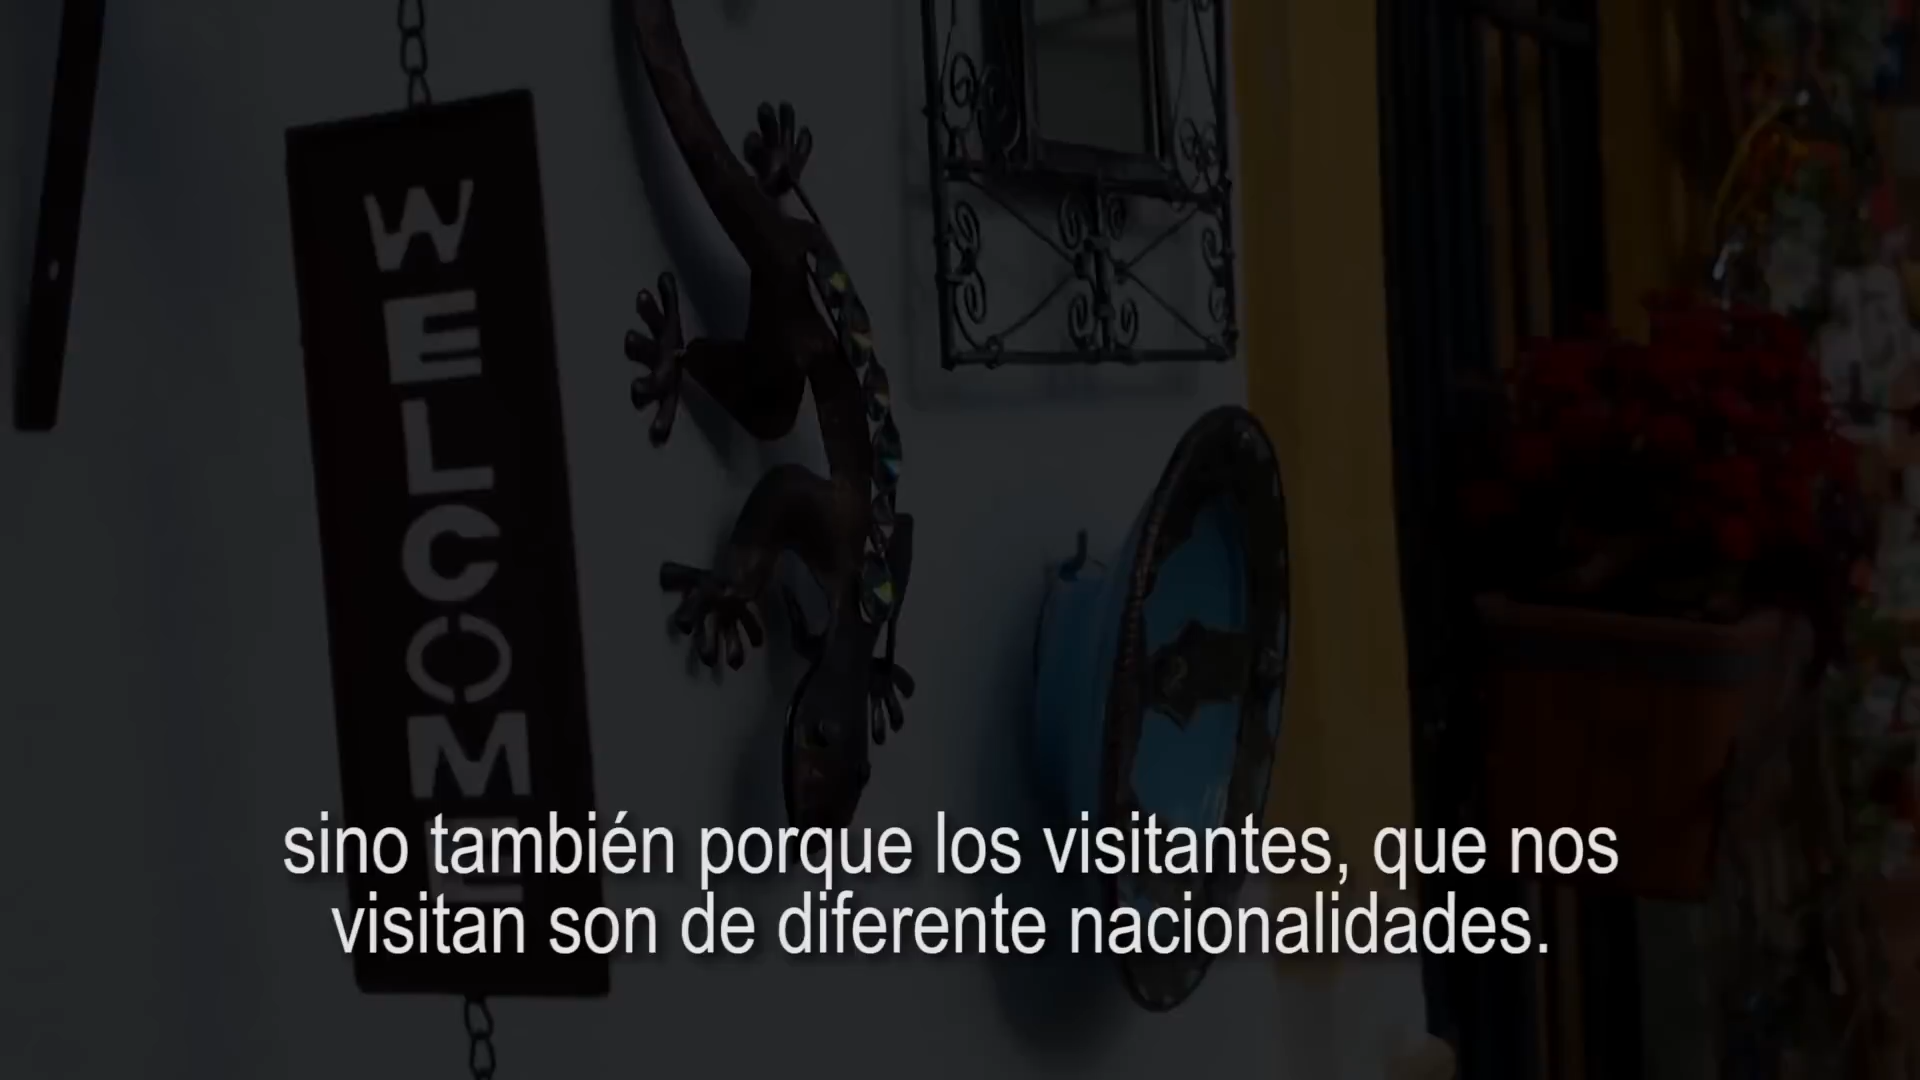 WELCOME
sino también porque los visitantes, que nos
visitan son de diferente nacionalidades.